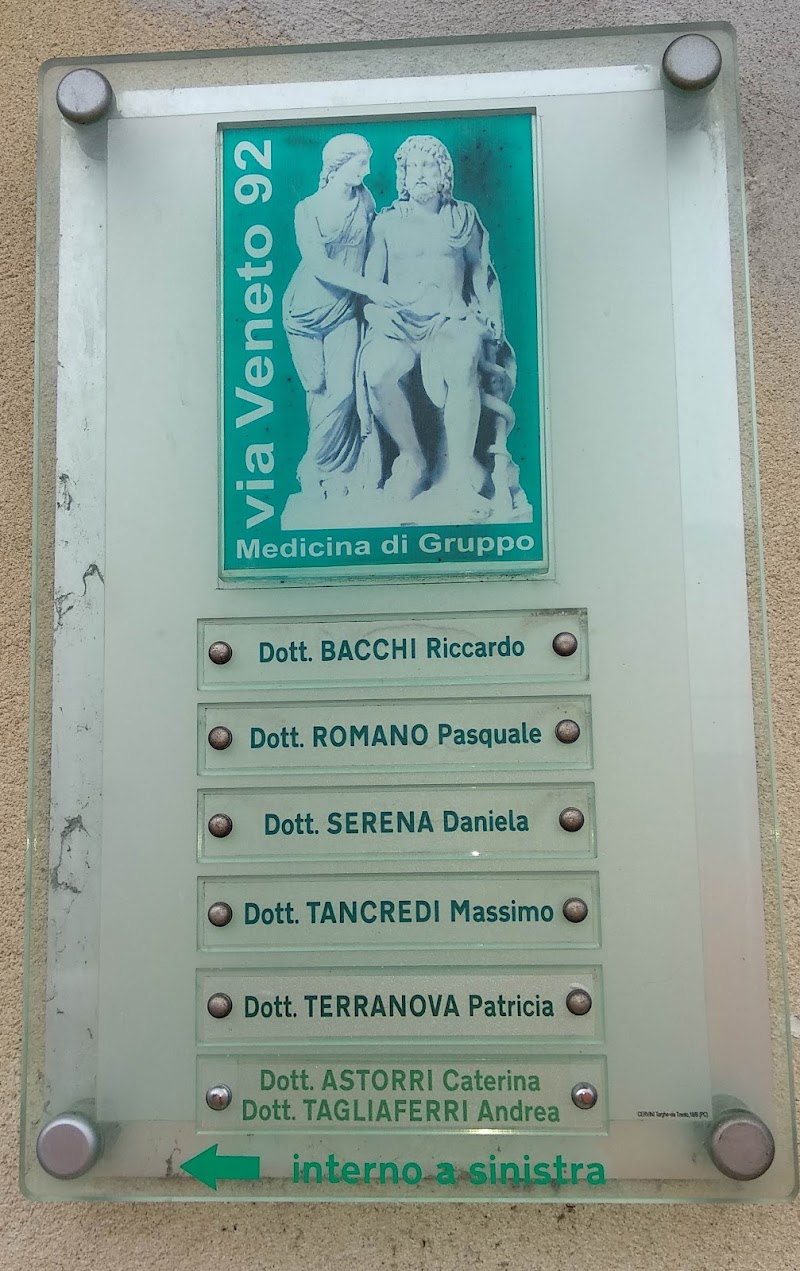 via Veneto 92
Medicina di Gruppo
Dott. BACCHI Riccardo
Dott. ROMANO Pasquale
Dott. SERENA Daniela
Dott. TANCREDI Massimo
Dott. TERRANOVA Patricia
Dott. ASTORRI Caterina
Dott. TAGLIAFERRI Andrea
interno a sinistra